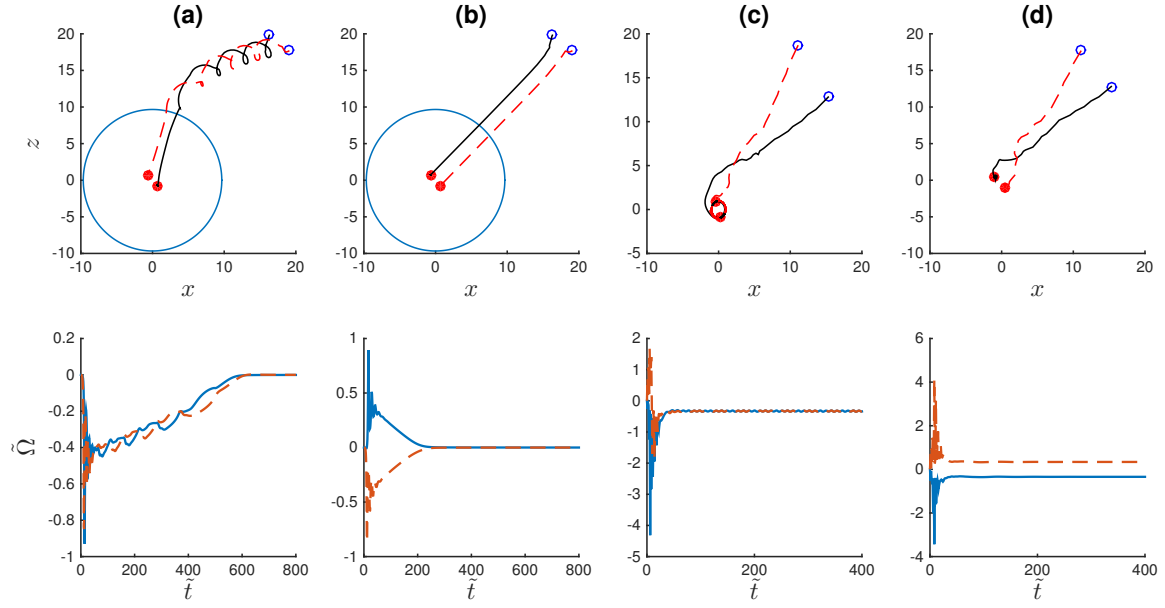 (a) (b) (c) (d)
20 20 20 20
15 15 15 15
10 10 10 10
z 5 5 5 5
0 0 0 0
-5 -5 -5
-10 -10 -5 -10
-10 0 10 20 -10 0 10 20 -10 0 10 20 -10 0 10 20
x x x x
0.2 1 2 6
0 1 4
-0.2 0.5 0 2
Ω̃ -0.4 0 -1 0
-0.6 -0.5 -2 -2
-0.8 -3
-1 -1 -4 -4
-5
0 200 400 600 800 0 200 400 600 800 0 200 400 0 200 400
t̃ t̃ t̃ t̃